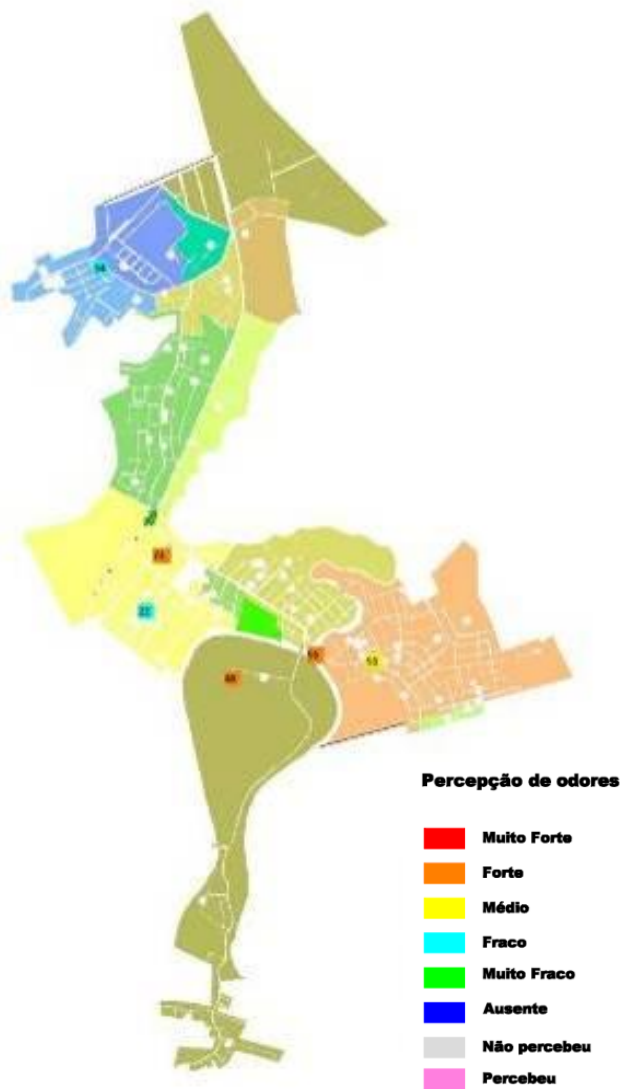 Percepção de odores
Muito Forte
Forte
Médio
Fraco
Muito Fraco
Ausente
Não percebeu
Percebeu